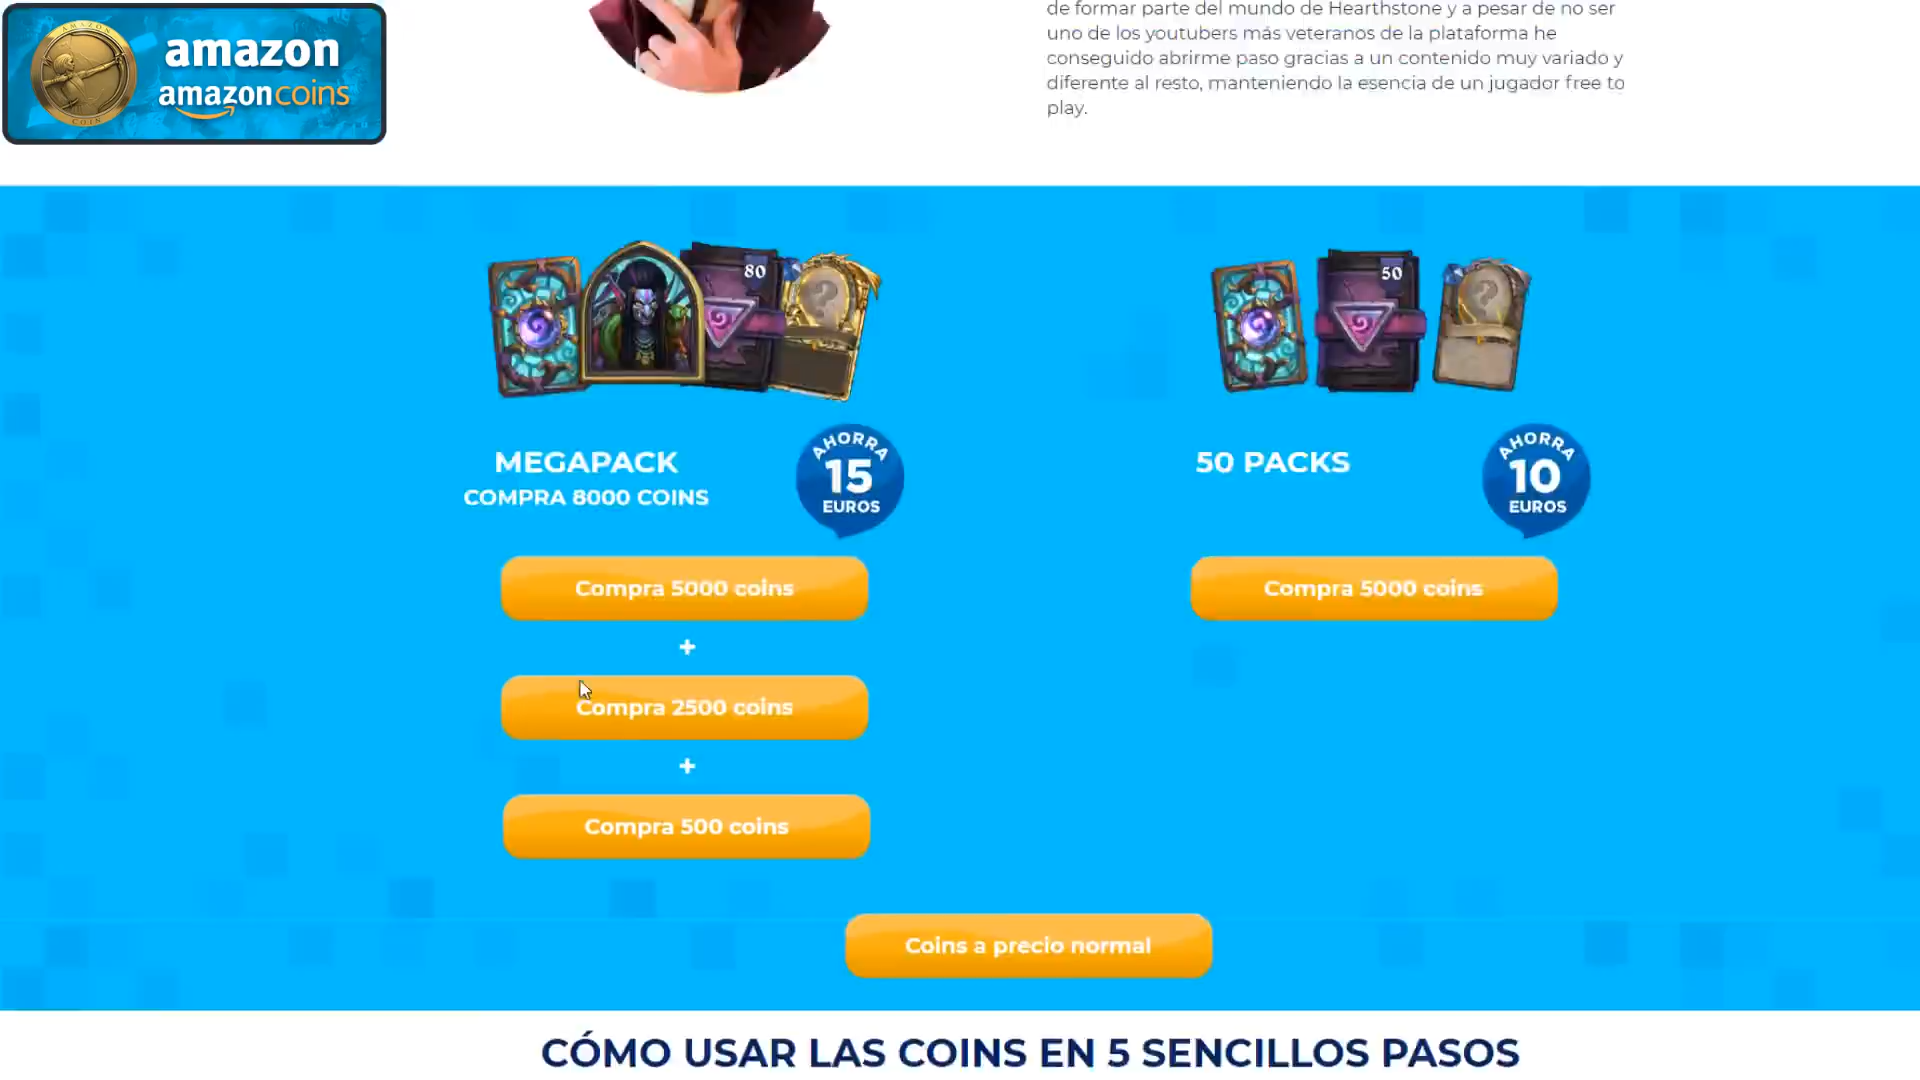 AMAZON
COIN
amazon
amazoncoins
de formar parte del mundo de Hearthstone y a pesar de no ser
uno de los youtubers más veteranos de la plataforma he
conseguido abrirme paso gracias a un contenido muy variado y
diferente al resto, manteniendo la esencia de un jugador free to
play.
80
50
MEGAPACK
COMPRA 8000 COINS
AHORRA
15
EUROS
50 PACKS
AHORRA
10
EUROS
Compra 5000 coins
+
Compra 2500 coins
+
Compra 500 coins
Compra 5000 coins
Coins a precio normal
CÓMO USAR LAS COINS EN 5 SENCILLOS PASOS